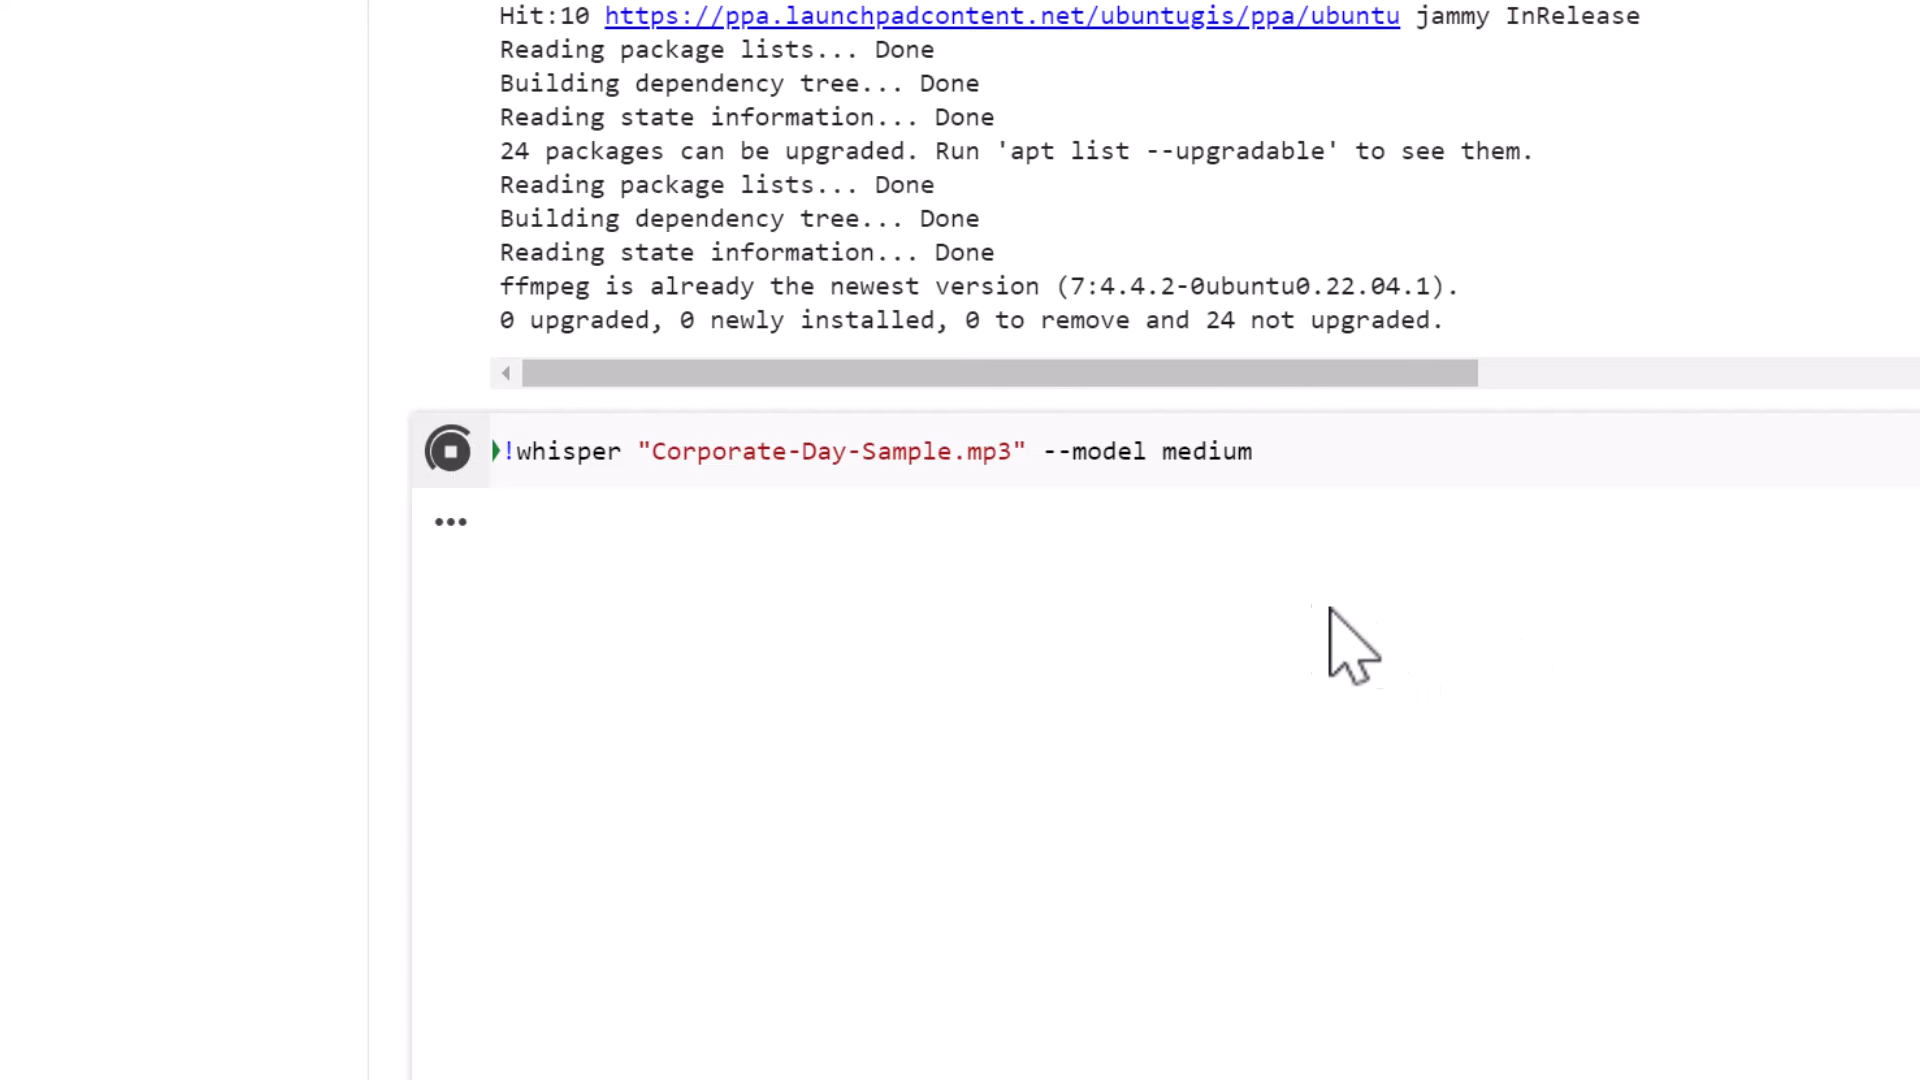 Hit:10 https://ppa.launchpadcontent.net/ubuntugis/ppa/ubuntu jammy InRelease
Reading package lists... Done
Building dependency tree... Done
Reading state information... Done
24 packages can be upgraded. Run 'apt list --upgradable' to see them.
Reading package lists... Done
Building dependency tree... Done
Reading state information... Done
ffmpeg is already the newest version (7:4.4.2-0ubuntu0.22.04.1).
0 upgraded, 0 newly installed, 0 to remove and 24 not upgraded.
!whisper "Corporate-Day-Sample.mp3" --model medium